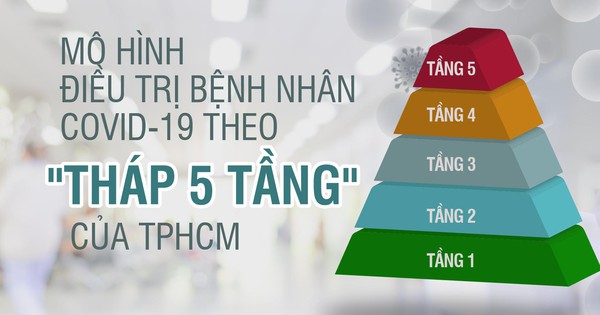 MÔ HÌNH
ĐIỀU TRỊ BỆNH NHÂN
COVID-19 THEO
"THÁP 5 TẦNG"
CỦA TPHCM
TẦNG 5
TẦNG 4
TẦNG 3
TẦNG 2
TẦNG 1